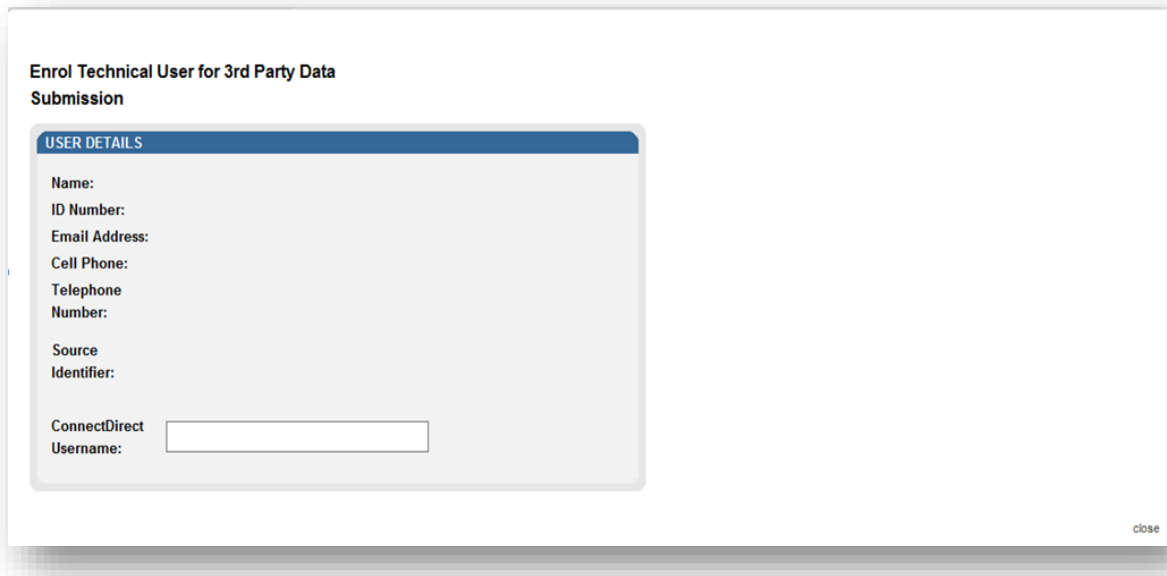 Enrol Technical User for 3rd Party Data
Submission
USER DETAILS
Name:
ID Number:
Email Address:
Cell Phone:
Telephone
Number:
Source
Identifier:
ConnectDirect
Username:
close